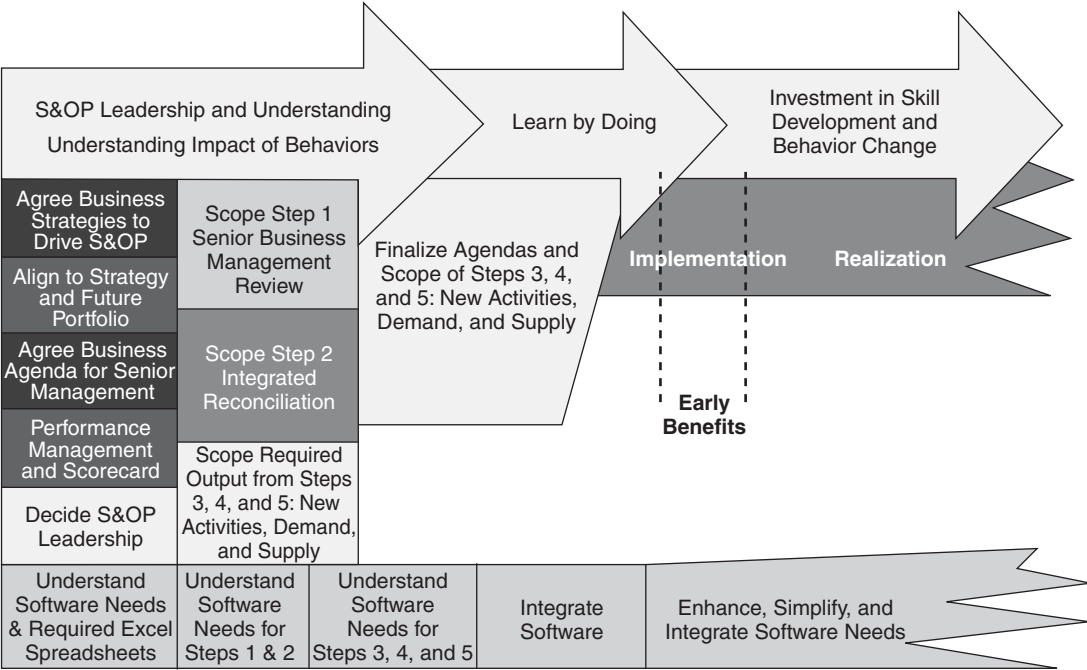 S&OP Leadership and Understanding
Understanding Impact of Behaviors
Learn by Doing
Investment in Skill
Development and
Behavior Change
Agree Business
Strategies to
Drive S&OP
Align to Strategy
and Future
Portfolio
Agree Business
Agenda for Senior
Management
Performance
Management
and Scorecard
Decide S&OP
Leadership
Scope Step 1
Senior Business
Management
Review
Scope Step 2
Integrated
Reconciliation
Scope Required
Output from Steps
3, 4, and 5: New
Activities, Demand,
and Supply
Finalize Agendas and
Scope of Steps 3, 4,
and 5: New Activities,
Demand, and Supply
Implementation
Realization
Early
Benefits
Understand
Software Needs
& Required Excel
Spreadsheets
Understand
Software
Needs for
Steps 1 & 2
Understand
Software
Needs for
Steps 3, 4, and 5
Integrate
Software
Enhance, Simplify, and
Integrate Software Needs